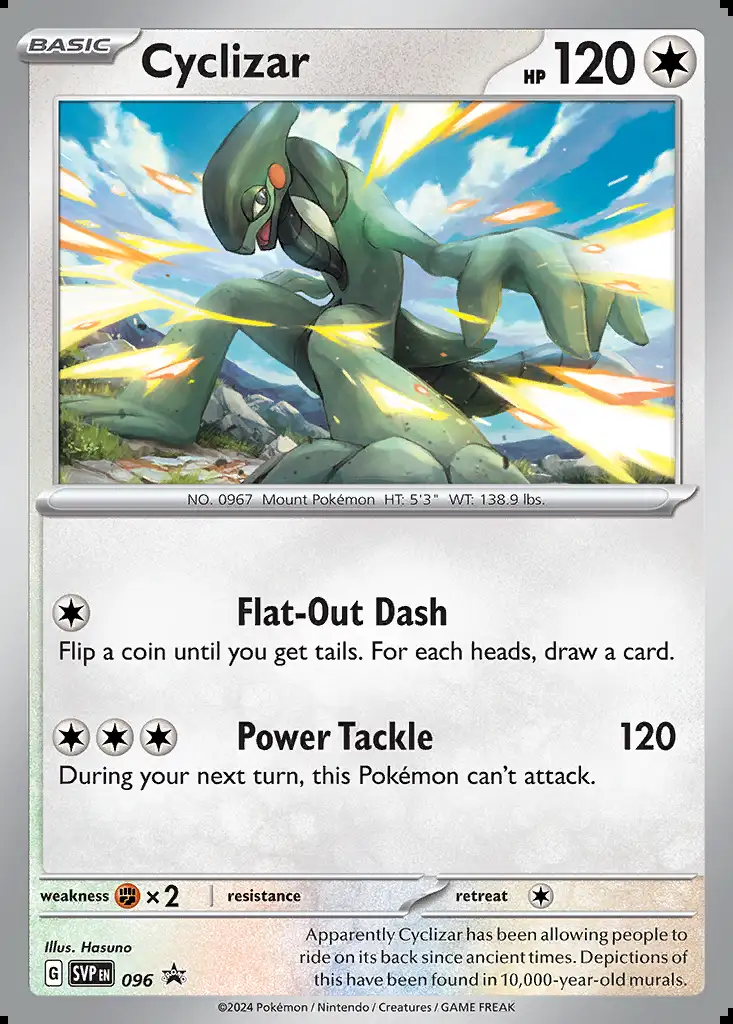 BASIC
Cyclizar
HP 120
NO. 0967 Mount Pokémon HT: 5'3" WT: 138.9 lbs.
Flat-Out Dash
Flip a coin until you get tails. For each heads, draw a card.
Power Tackle 120
During your next turn, this Pokémon can't attack.
weakness ×2 resistance retreat
Illus. Hasuno
G SVP EN 096
Apparently Cyclizar has been allowing people to
ride on its back since ancient times. Depictions of
this have been found in 10,000-year-old murals.
©2024 Pokémon / Nintendo / Creatures / GAME FREAK